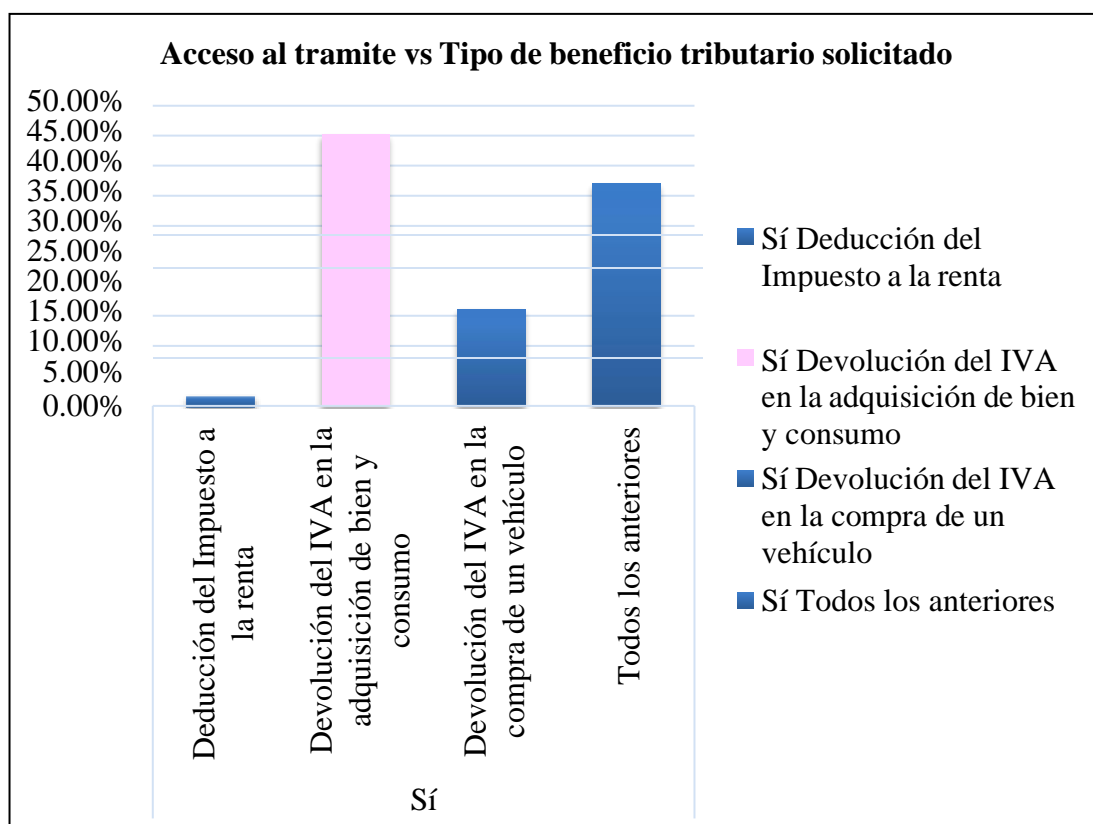 Acceso al tramite vs Tipo de beneficio tributario solicitado
50.00%
45.00%
40.00%
35.00%
30.00%
25.00%
20.00%
15.00%
10.00%
5.00%
0.00%
Deducción del Impuesto a
la renta
Devolución del IVA en la
adquisición de bien y
consumo
Devolución del IVA en la
compra de un vehículo
Todos los anteriores
Sí
Sí Deducción del
Impuesto a la renta
Sí Devolución del IVA
en la adquisición de bien
y consumo
Sí Devolución del IVA
en la compra de un
vehículo
Sí Todos los anteriores